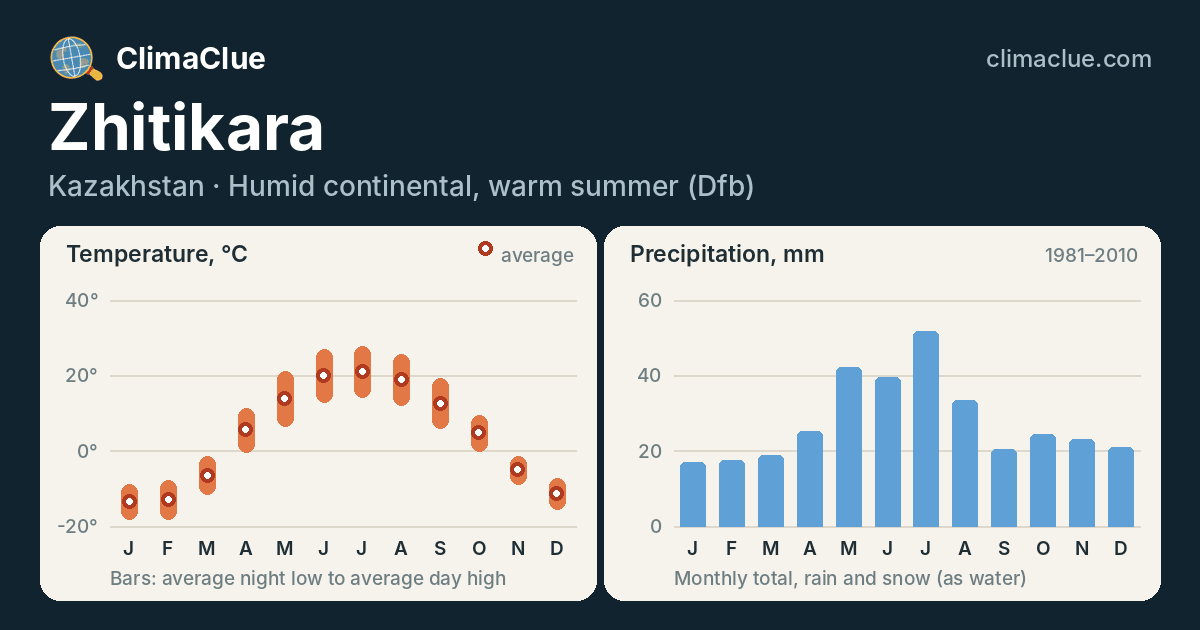 ClimaClue
climaclue.com
Zhitikara
Kazakhstan · Humid continental, warm summer (Dfb)
Temperature, °C
average
40°
20°
0°
-20°
J F M A M J J A S O N D
Bars: average night low to average day high
Precipitation, mm
1981–2010
60
40
20
0
J F M A M J J A S O N D
Monthly total, rain and snow (as water)